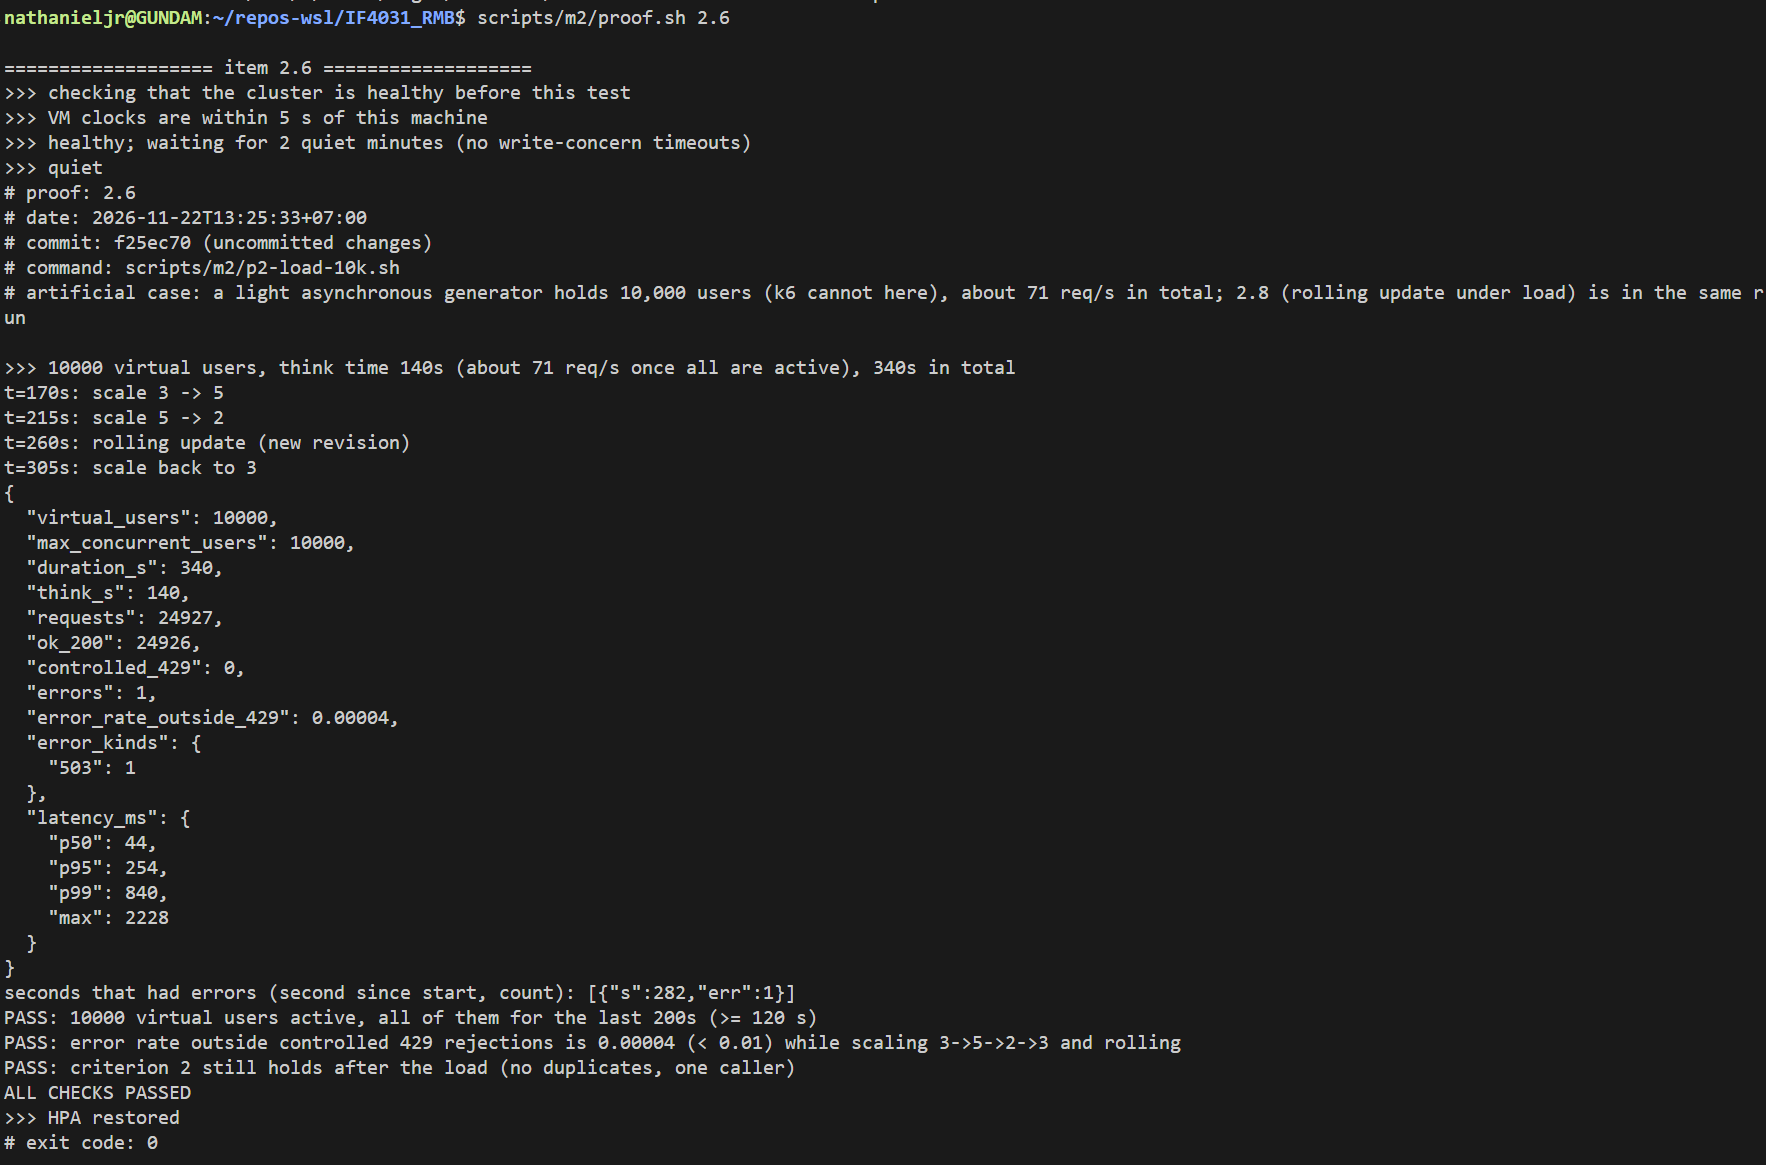 nathanieljr@GUNDAM:~/repos-wsl/IF4031_RMB$ scripts/m2/proof.sh 2.6
=================== item 2.6 ===================
>>> checking that the cluster is healthy before this test
>>> VM clocks are within 5 s of this machine
>>> healthy; waiting for 2 quiet minutes (no write-concern timeouts)
>>> quiet
# proof: 2.6
# date: 2026-11-22T13:25:33+07:00
# commit: f25ec70 (uncommitted changes)
# command: scripts/m2/p2-load-10k.sh
# artificial case: a light asynchronous generator holds 10,000 users (k6 cannot here), about 71 req/s in total; 2.8 (rolling update under load) is in the same r
un
>>> 10000 virtual users, think time 140s (about 71 req/s once all are active), 340s in total
t=170s: scale 3 -> 5
t=215s: scale 5 -> 2
t=260s: rolling update (new revision)
t=305s: scale back to 3
{
  "virtual_users": 10000,
  "max_concurrent_users": 10000,
  "duration_s": 340,
  "think_s": 140,
  "requests": 24927,
  "ok_200": 24926,
  "controlled_429": 0,
  "errors": 1,
  "error_rate_outside_429": 0.00004,
  "error_kinds": {
    "503": 1
  },
  "latency_ms": {
    "p50": 44,
    "p95": 254,
    "p99": 840,
    "max": 2228
  }
}
seconds that had errors (second since start, count): [{"s":282,"err":1}]
PASS: 10000 virtual users active, all of them for the last 200s (>= 120 s)
PASS: error rate outside controlled 429 rejections is 0.00004 (< 0.01) while scaling 3->5->2->3 and rolling
PASS: criterion 2 still holds after the load (no duplicates, one caller)
ALL CHECKS PASSED
>>> HPA restored
# exit code: 0